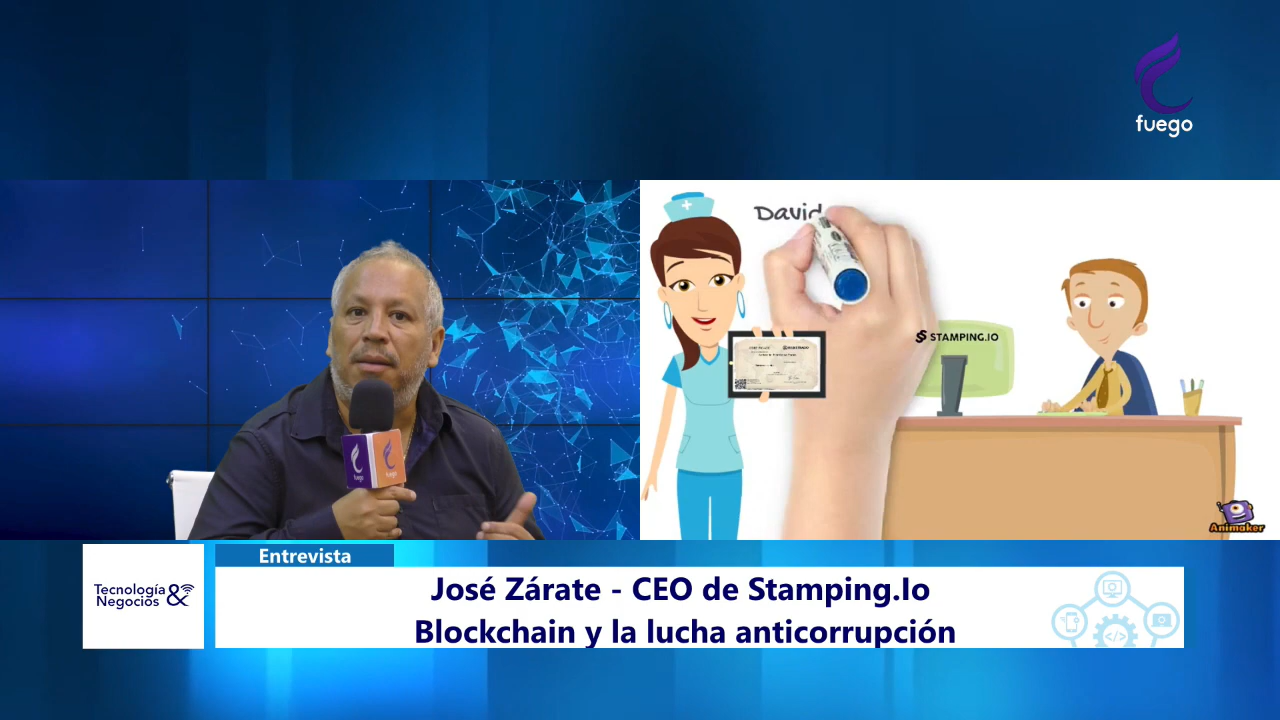 fuego
David
STAMPING.IO
fuego
fuego
Animaker
Entrevista
Tecnología &
Negocios
José Zárate - CEO de Stamping.Io
Blockchain y la lucha anticorrupción